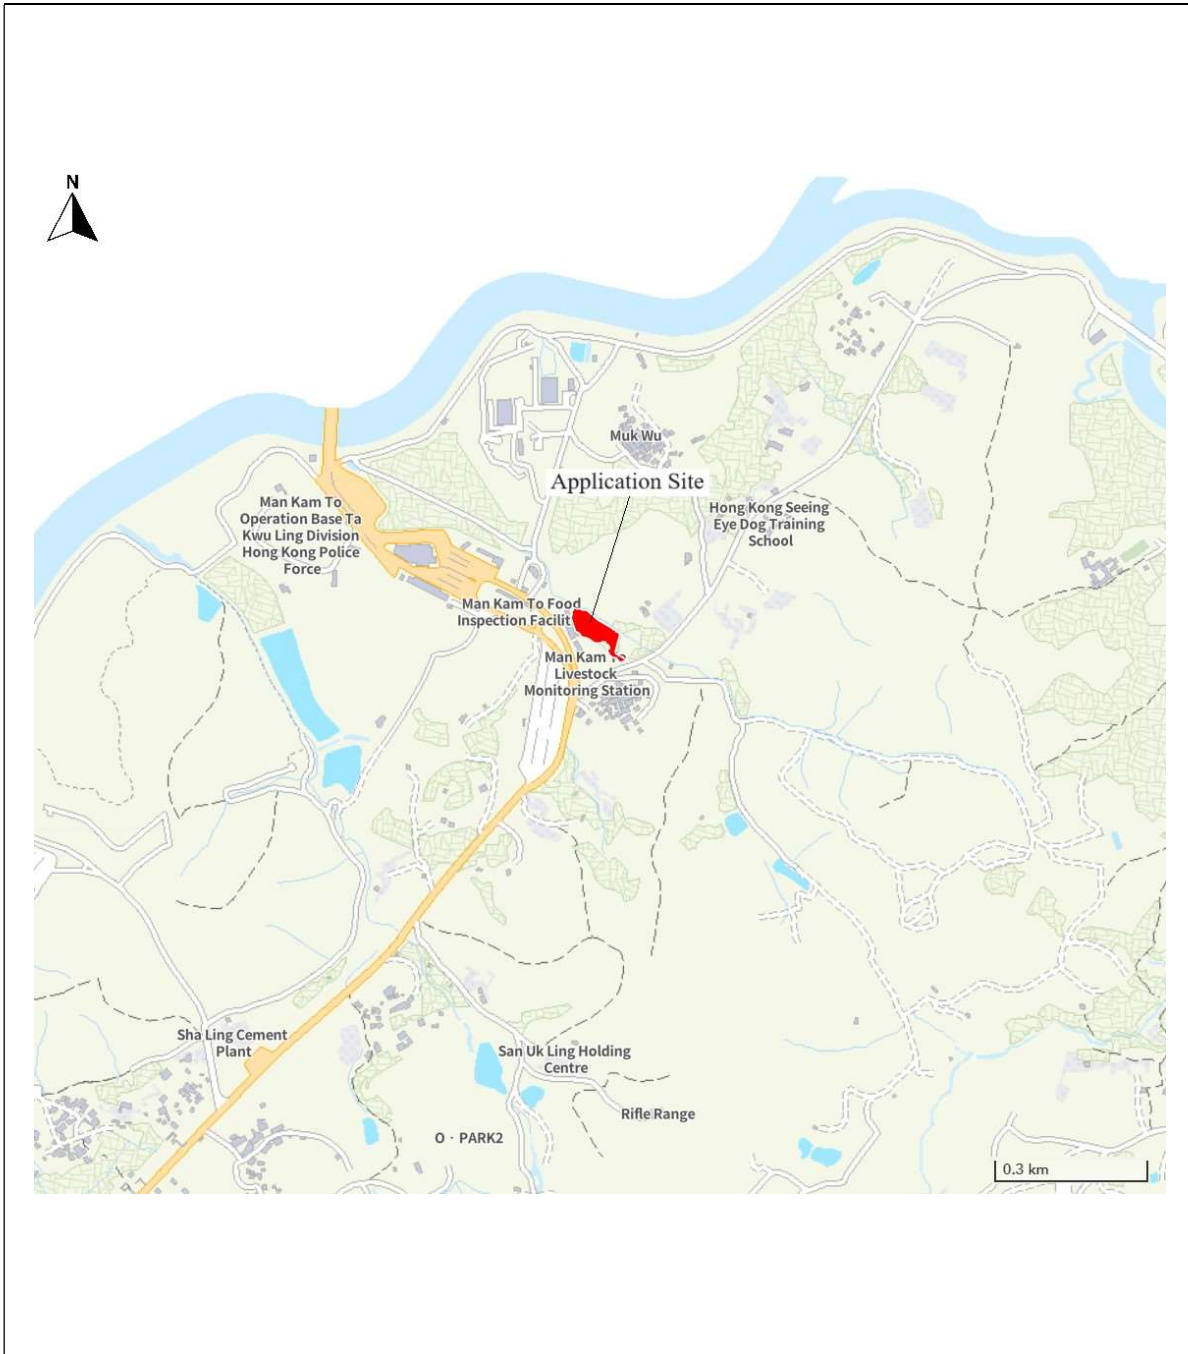 N
Muk Wu
Application Site
Man Kam To
Operation Base Ta
Kwu Ling Division
Hong Kong Police
Force
Hong Kong Seeing
Eye Dog Training
School
Man Kam To Food
Inspection Facilit
Man Kam To
Livestock
Monitoring Station
Sha Ling Cement
Plant
San Uk Ling Holding
Centre
Rifle Range
O · PARK2
0.3 km